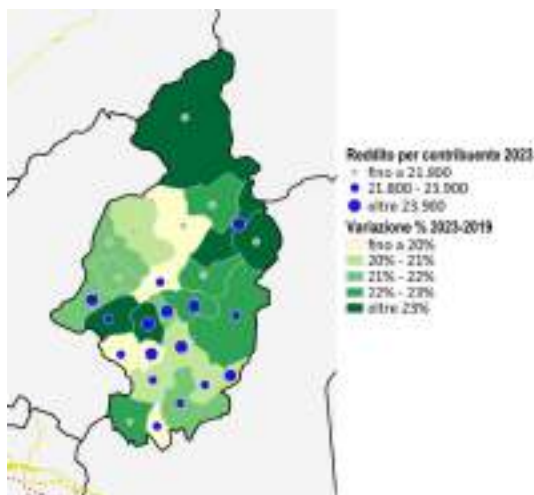 Reddito per contribuente 2023
fino a 21.800
21.800 - 23.900
oltre 23.900
Variazione % 2023-2019
fino a 20%
20% - 21%
21% - 22%
22% - 23%
oltre 23%